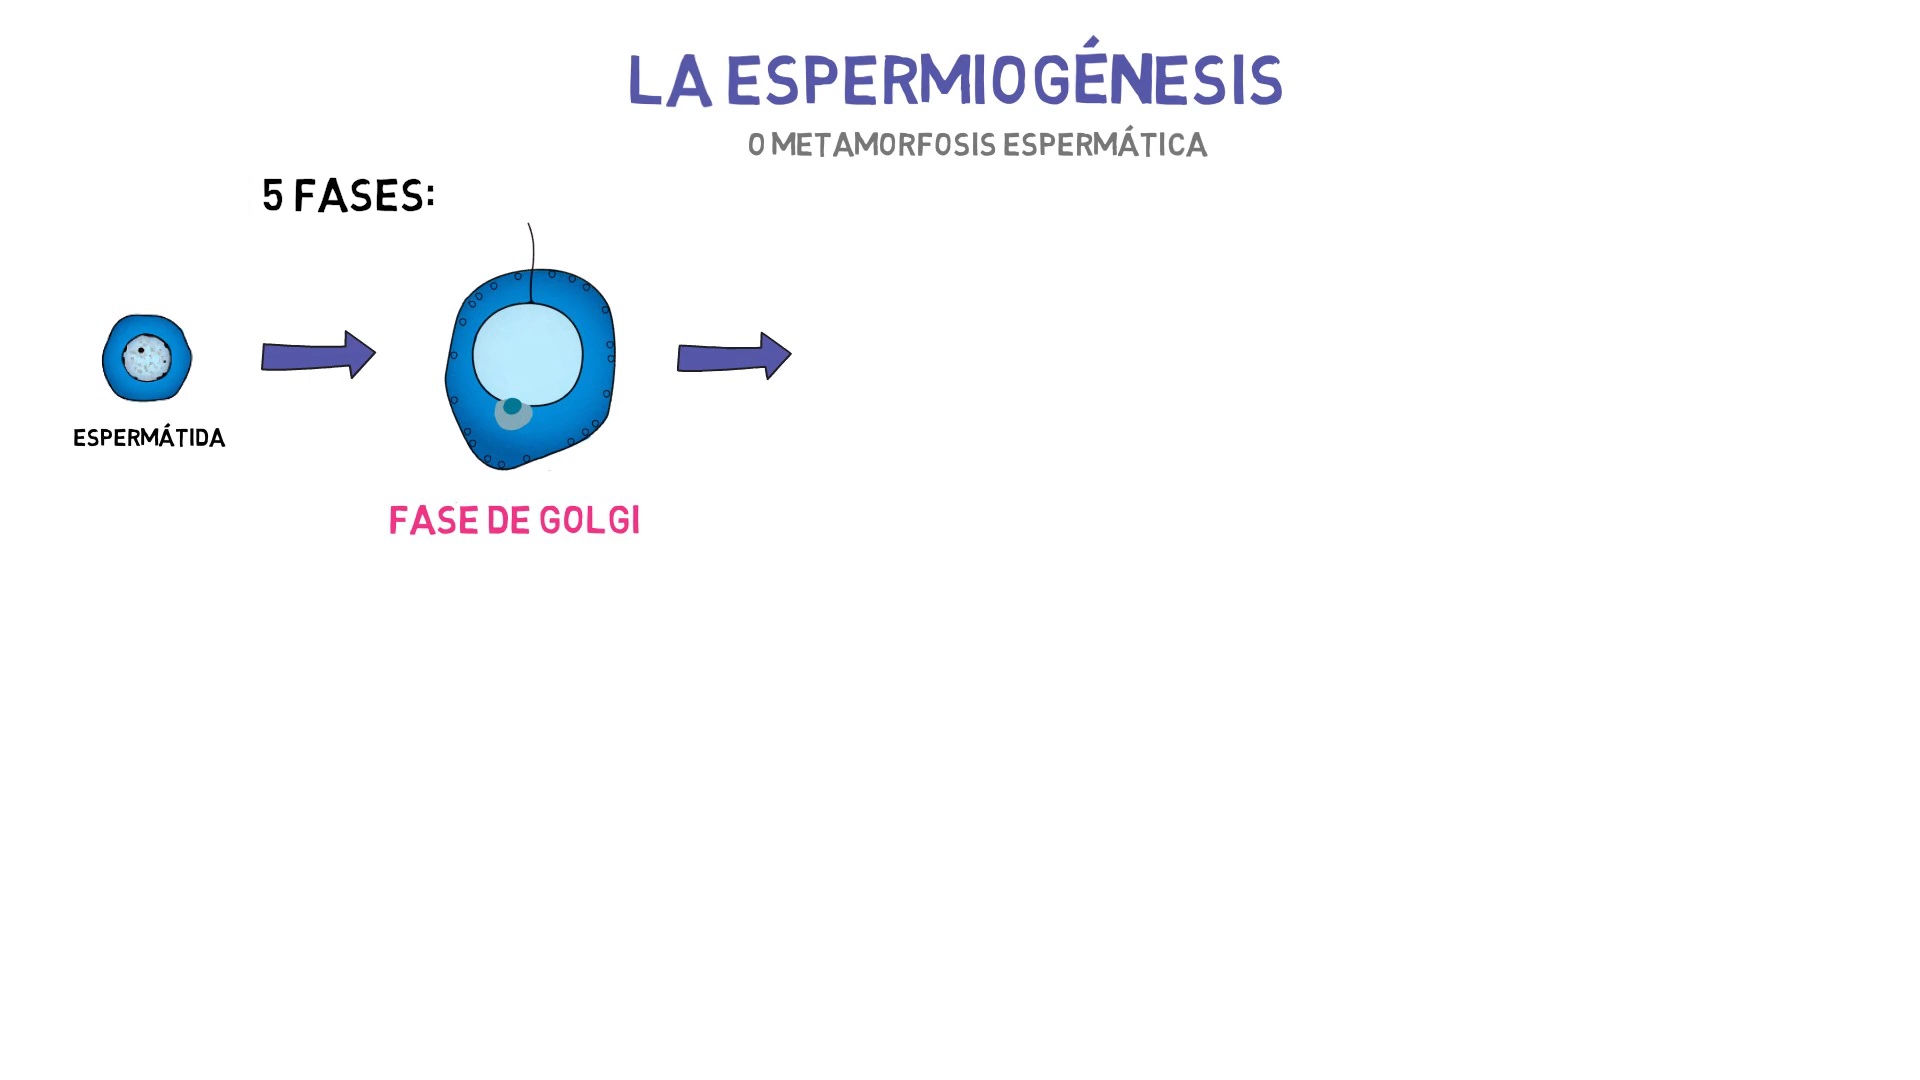 LA ESPERMIOGÉNESIS
O METAMORFOSIS ESPERMÁTICA
5 FASES:
ESPERMÁTIDA
FASE DE GOLGI